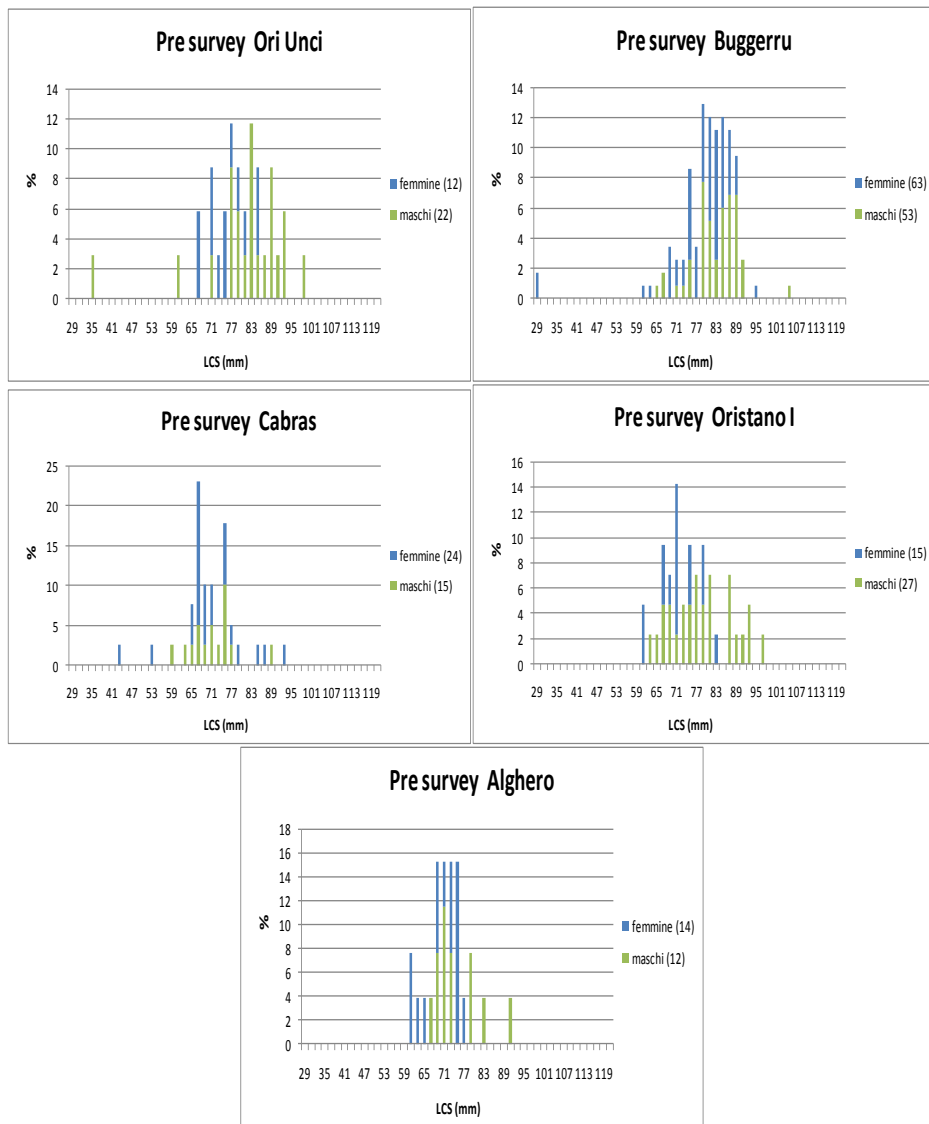 Pre survey Ori Unci
14
12
10
8
6
4
2
0
%
29 35 41 47 53 59 65 71 77 83 89 95 101 107 113 119
LCS (mm)
femmine (12)
maschi (22)
Pre survey Buggerru
14
12
10
8
6
4
2
0
%
29 35 41 47 53 59 65 71 77 83 89 95 101 107 113 119
LCS (mm)
femmine (63)
maschi (53)
Pre survey Cabras
25
20
15
10
5
0
%
29 35 41 47 53 59 65 71 77 83 89 95 101 107 113 119
LCS (mm)
femmine (24)
maschi (15)
Pre survey Oristano I
16
14
12
10
8
6
4
2
0
%
29 35 41 47 53 59 65 71 77 83 89 95 101 107 113 119
LCS (mm)
femmine (15)
maschi (27)
Pre survey Alghero
18
16
14
12
10
8
6
4
2
0
%
29 35 41 47 53 59 65 71 77 83 89 95 101 107 113 119
LCS (mm)
femmine (14)
maschi (12)